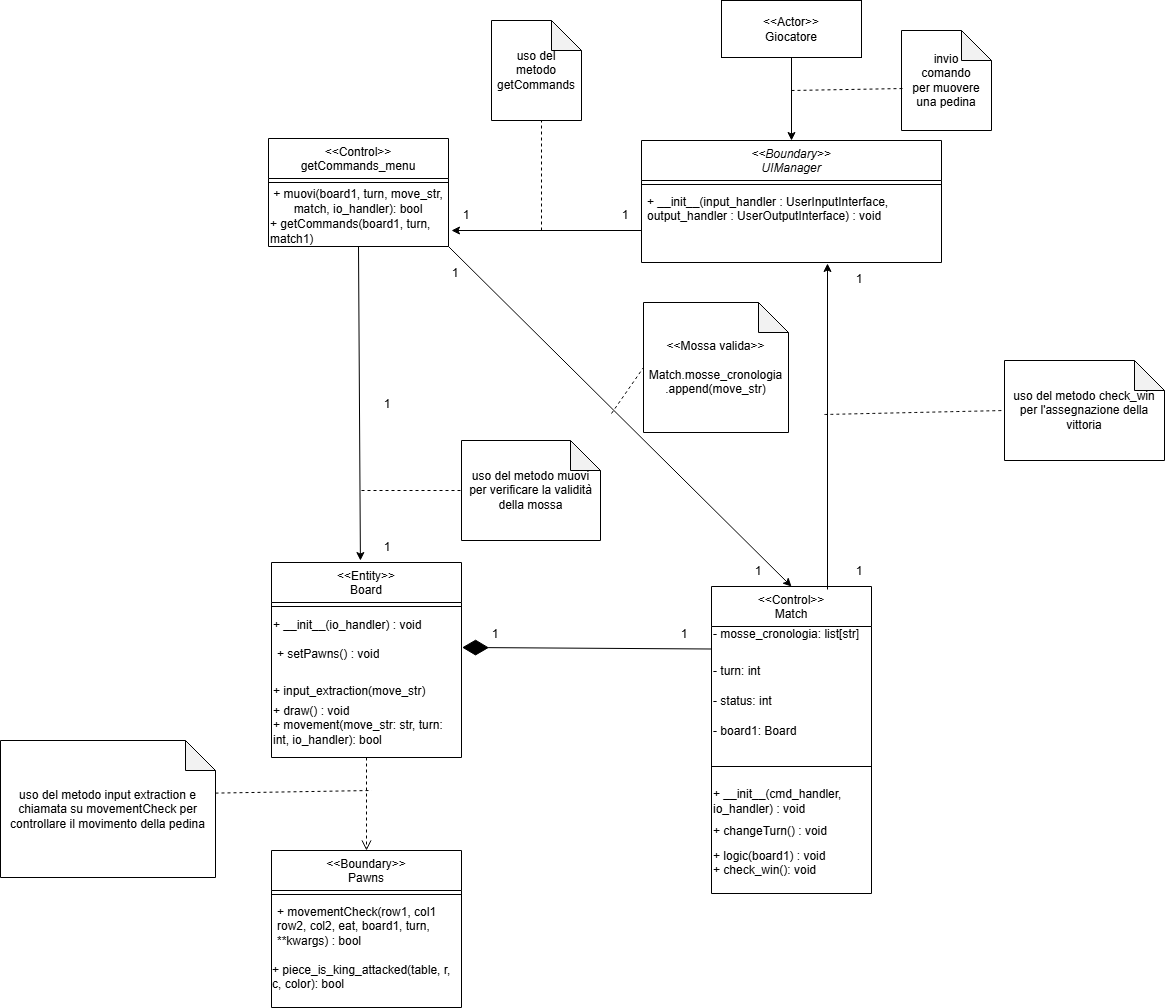 <<Actor>>
Giocatore
uso del
metodo
getCommands
invio
comando
per muovere
una pedina
<<Control>>
getCommands_menu
+ muovi(board1, turn, move_str,
match, io_handler): bool
+ getCommands(board1, turn,
match1)
<<Boundary>>
UIManager
+ __init__(input_handler : UserInputInterface,
output_handler : UserOutputInterface) : void
1
1
1
1
<<Mossa valida>>
Match.mosse_cronologia
.append(move_str)
uso del metodo check_win
per l'assegnazione della
vittoria
1
uso del metodo muovi
per verificare la validità
della mossa
1
1
1
<<Entity>>
Board
+ __init__(io_handler) : void
+ setPawns() : void
+ input_extraction(move_str)
+ draw() : void
+ movement(move_str: str, turn:
int, io_handler): bool
1
1
<<Control>>
Match
- mosse_cronologia: list[str]
- turn: int
- status: int
- board1: Board
+ __init__(cmd_handler,
io_handler) : void
+ changeTurn() : void
+ logic(board1) : void
+ check_win(): void
uso del metodo input extraction e
chiamata su movementCheck per
controllare il movimento della pedina
<<Boundary>>
Pawns
+ movementCheck(row1, col1
row2, col2, eat, board1, turn,
**kwargs) : bool
+ piece_is_king_attacked(table, r,
c, color): bool